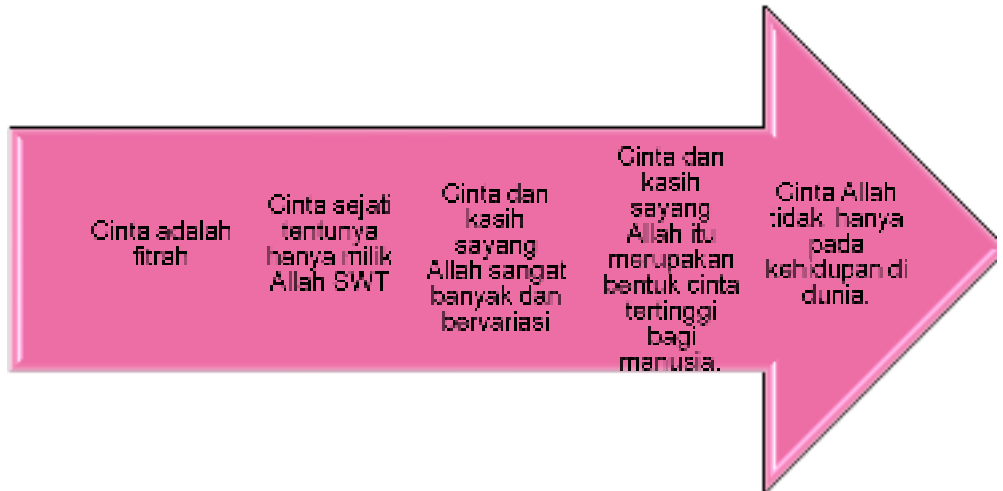 Cinta adalah
fitrah
Cinta sejati
tentunya
hanya milik
Allah SWT
Cinta dan
kasih
sayang
Allah sangat
banyak dan
bervariasi
Cinta dan
kasih
sayang
Allah itu
merupakan
bentuk cinta
tertinggi
bagi
manusia.
Cinta Allah
tidak hanya
pada
kehidupan di
dunia.